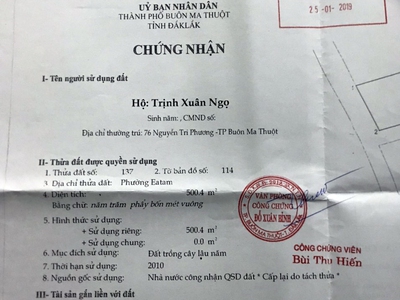 ỦY BAN NHÂN DÂN
THÀNH PHỐ BUÔN MA THUỘT
TỈNH ĐĂKLĂK
25-01-2019
CHỨNG NHẬN
I- Tên người sử dụng đất
Hộ: Trịnh Xuân Ngọ
Sinh năm: , CMND số:
Địa chỉ thường trú: 76 Nguyễn Tri Phương -TP Buôn Ma Thuột
II- Thửa đất được quyền sử dụng
1. Thửa đất số: 137 2. Tờ bản đồ số: 114
3. Địa chỉ thửa đất: Phường Eatam
4. Diện tích: 500.4 m²
Bằng chữ: năm trăm phẩy bốn mét vuông
5. Hình thức sử dụng:
+ Sử dụng riêng: 500.4 m²
+ Sử dụng chung: 0.0 m²
6. Mục đích sử dụng: Đất trồng cây lâu năm
7. Thời hạn sử dụng: 2010
8. Nguồn gốc sử dụng: Nhà nước công nhận QSD đất * Cấp lại do tách thửa *
III- Tài sản gắn liền với đất
VĂN PHÒNG
CÔNG CHỨNG
ĐỖ XUÂN BÌNH
CÔNG CHỨNG VIÊN
Bùi Thu Hiền
1
2